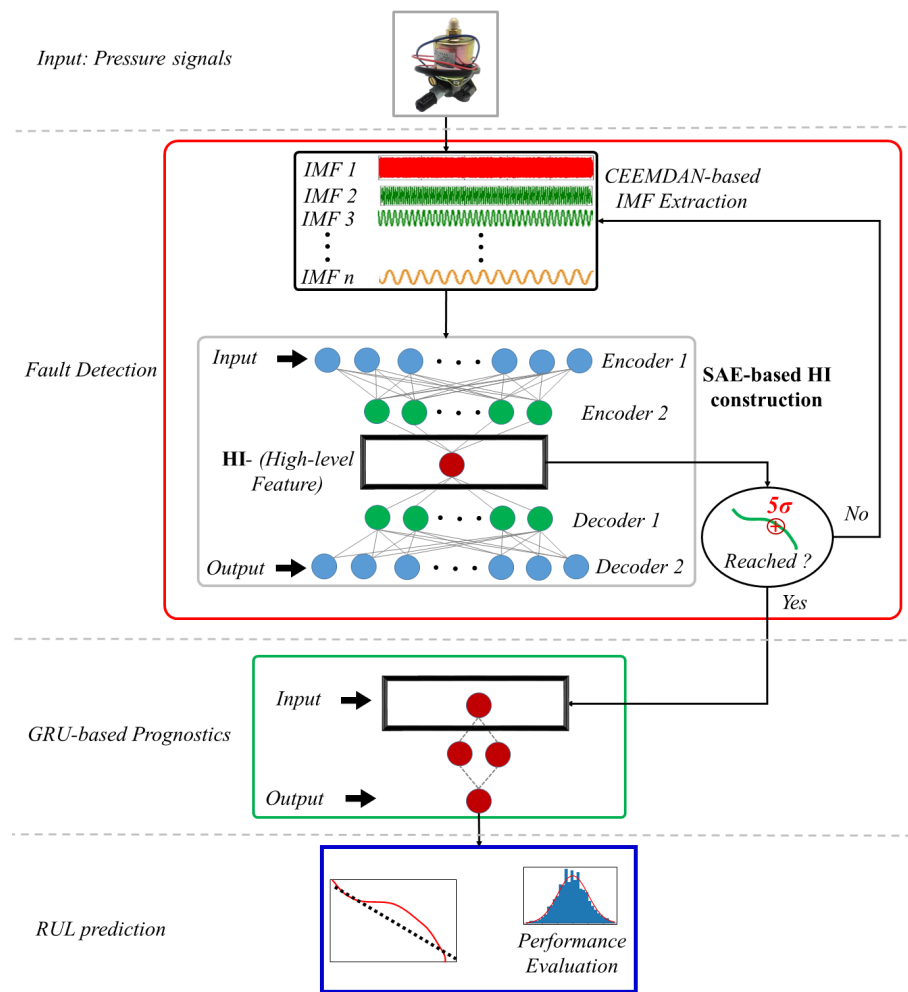 Input: Pressure signals
IMF 1
IMF 2
IMF 3
IMF n
CEEMDAN-based
IMF Extraction
Fault Detection
Input
Encoder 1
Encoder 2
SAE-based HI
construction
HI- (High-level
Feature)
Decoder 1
Output
Decoder 2
5σ
Reached ?
No
Yes
GRU-based Prognostics
Input
Output
RUL prediction
Performance
Evaluation